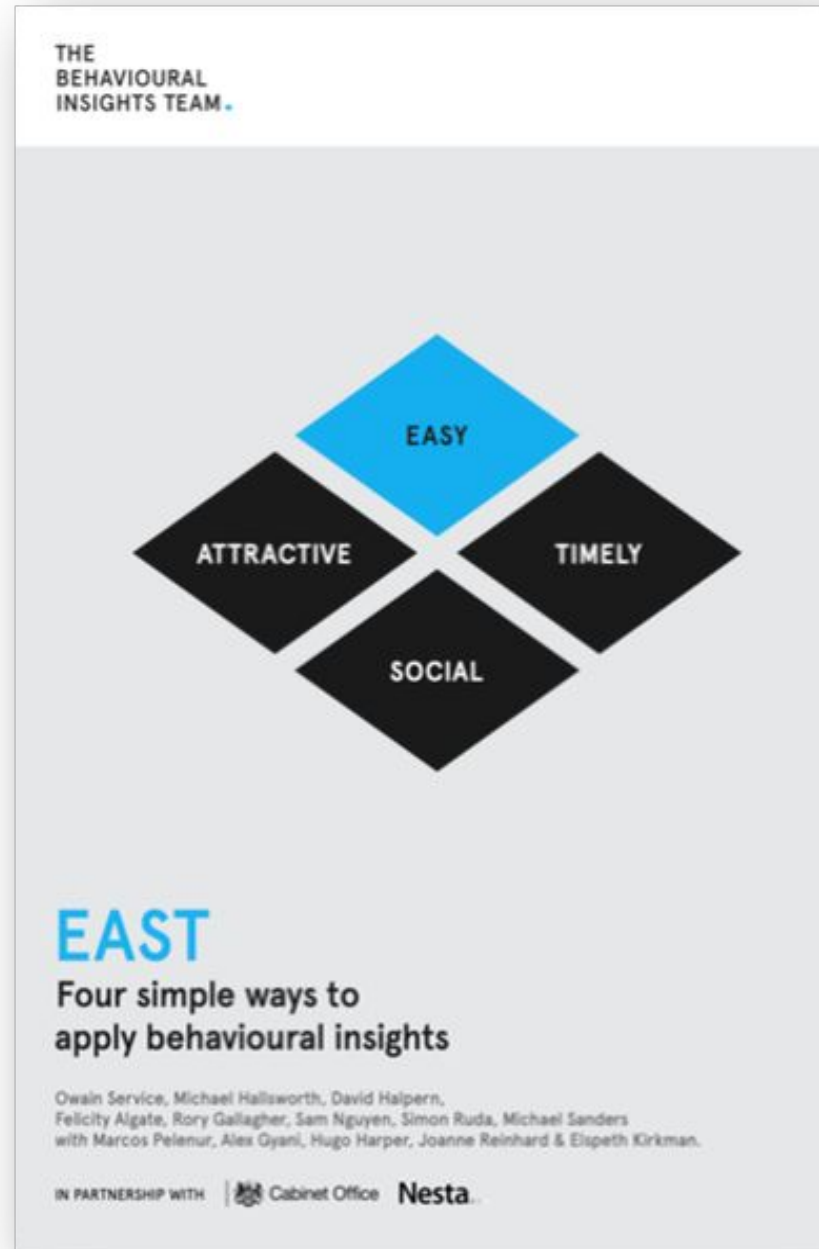 THE
BEHAVIOURAL
INSIGHTS TEAM.
EASY
ATTRACTIVE
TIMELY
SOCIAL
EAST
Four simple ways to
apply behavioural insights
Owain Service, Michael Hallsworth, David Halpern,
Felicity Algate, Rory Gallagher, Sam Nguyen, Simon Ruda, Michael Sanders
with Marcos Pelenur, Alex Gyani, Hugo Harper, Joanne Reinhard & Elspeth Kirkman.
IN PARTNERSHIP WITH Cabinet Office Nesta